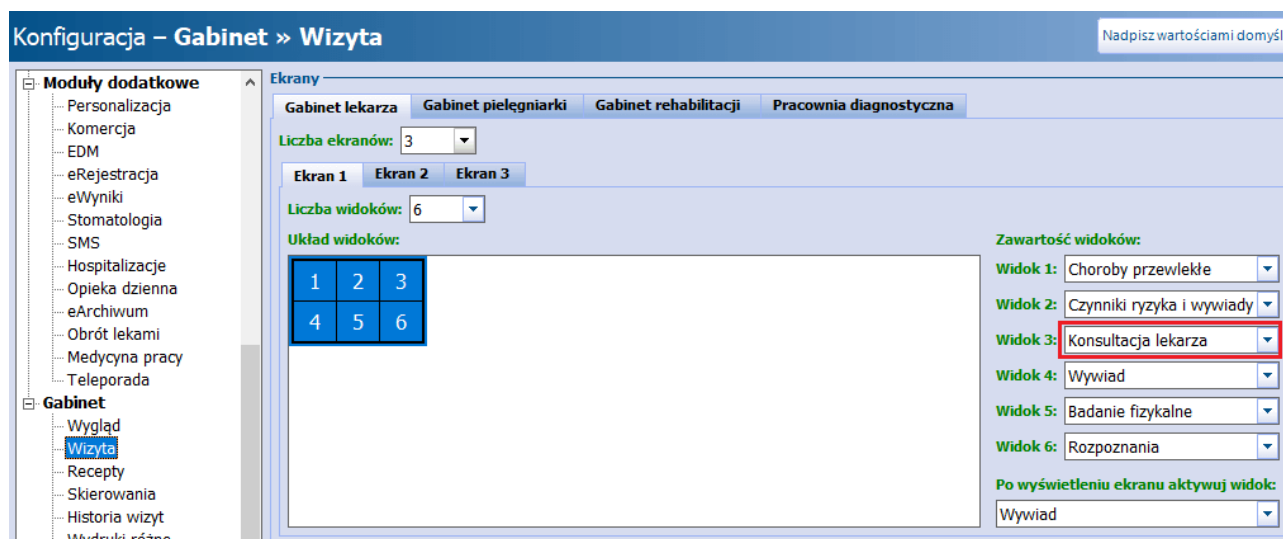 Konfiguracja – Gabinet » Wizyta
Nadpisz wartościami domyśl
Moduły dodatkowe
Personalizacja
Komercja
EDM
eRejestracja
eWyniki
Stomatologia
SMS
Hospitalizacje
Opieka dzienna
eArchiwum
Obrót lekami
Medycyna pracy
Teleporada
Gabinet
Wygląd
Wizyta
Recepty
Skierowania
Historia wizyt
Wydruki różne
Ekrany
Gabinet lekarza Gabinet pielęgniarki Gabinet rehabilitacji Pracownia diagnostyczna
Liczba ekranów: 3
Ekran 1 Ekran 2 Ekran 3
Liczba widoków: 6
Układ widoków:
1 2 3
4 5 6
Zawartość widoków:
Widok 1: Choroby przewlekłe
Widok 2: Czynniki ryzyka i wywiady
Widok 3: Konsultacja lekarza
Widok 4: Wywiad
Widok 5: Badanie fizykalne
Widok 6: Rozpoznania
Po wyświetleniu ekranu aktywuj widok:
Wywiad